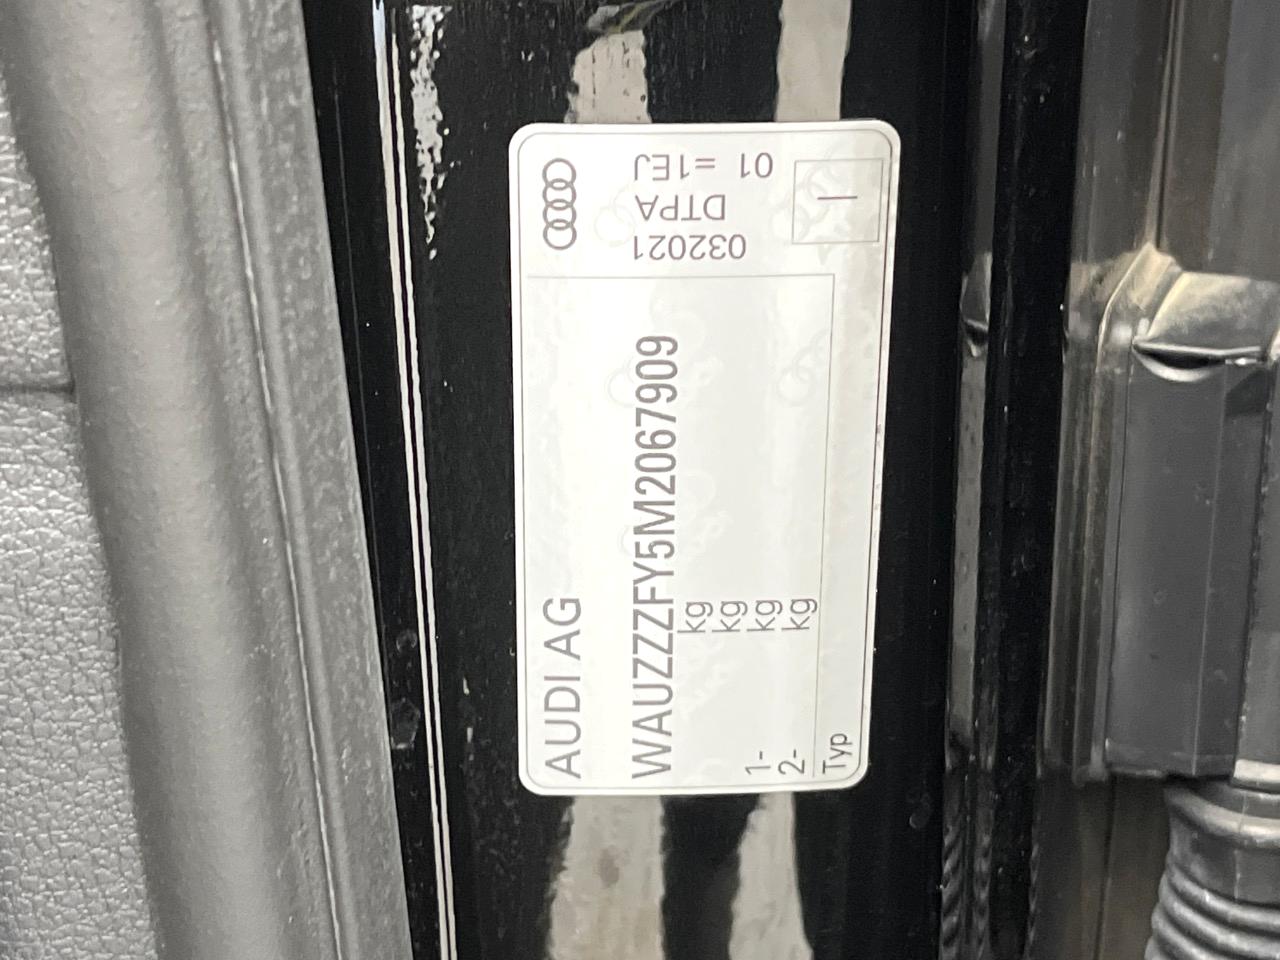 AUDI AG
WAUZZZFY5M2067909
kg
kg
1- kg
2- kg
Typ
032021
DTPA
01 =1EJ